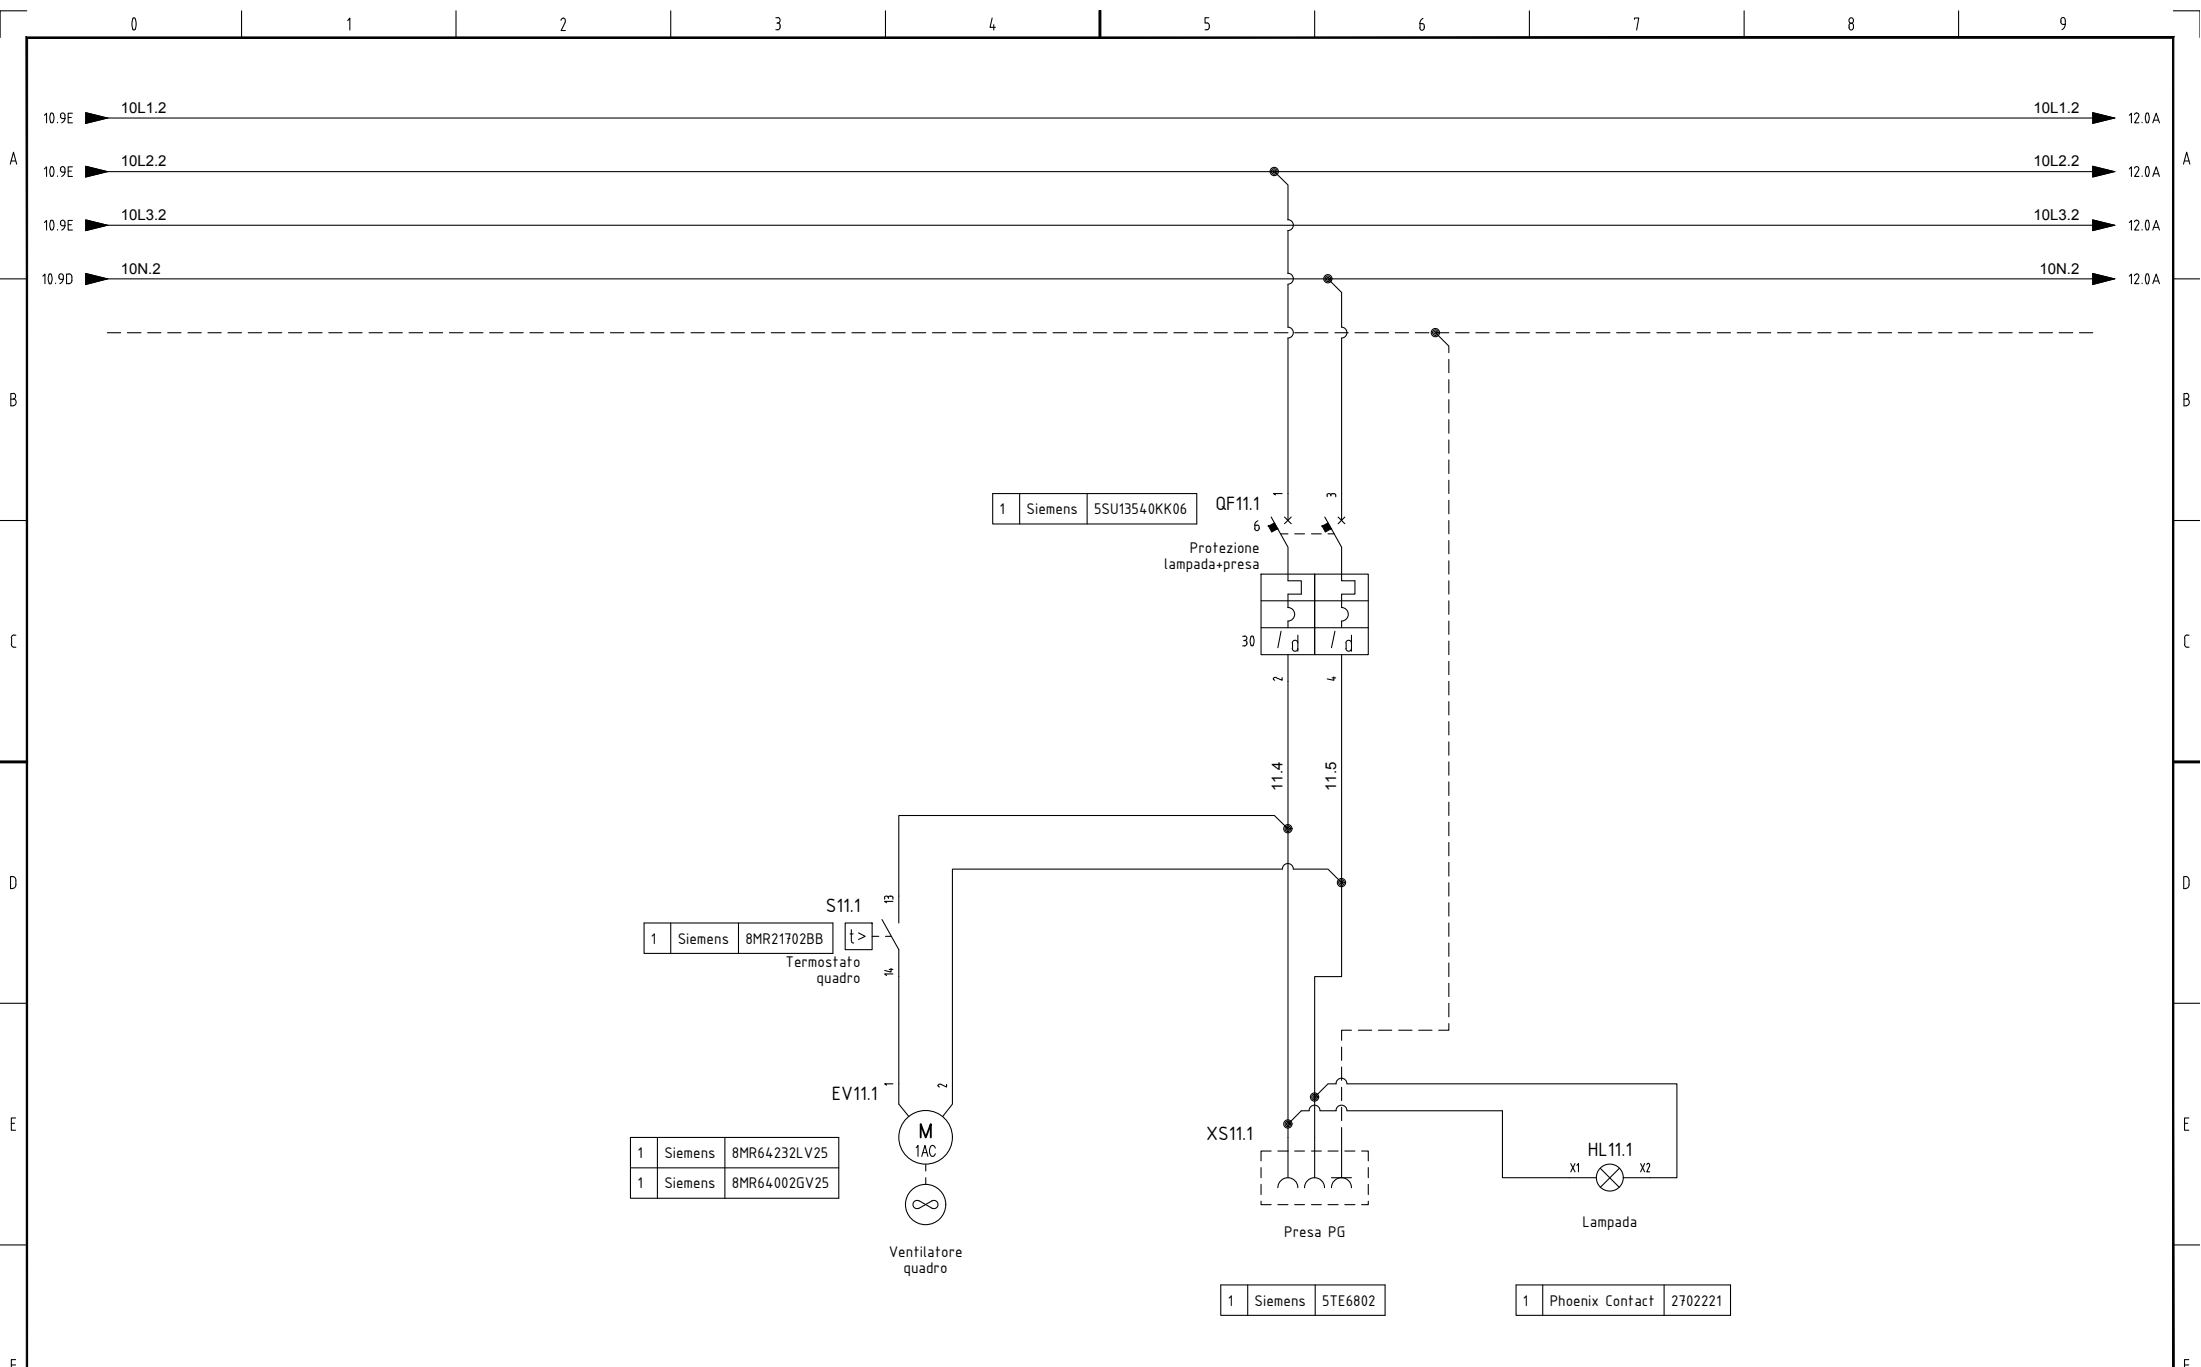 0 1 2 3 4 5 6 7 8 9
10L1.2 10L1.2
10.9E 12.0A
A 10L2.2 10L2.2 A
10.9E 12.0A
10L3.2 10L3.2
10.9E 12.0A
10N.2 10N.2
10.9D 12.0A
B B
1 3
1 Siemens 5SU13540KK06 QF11.1
6
Protezione
lampada+presa
C 30 / d / d C
2 4
11.4 11.5
D D
S11.1 13
1 Siemens 8MR21702BB t>
Termostato
quadro
14
EV11.1 1 2
E E
M
1AC
1 Siemens 8MR64232LV25
1 Siemens 8MR64002GV25
Ventilatore
quadro
XS11.1
Presa PG
HL11.1
X1 X2
Lampada
1 Siemens 5TE6802
1 Phoenix Contact 2702221